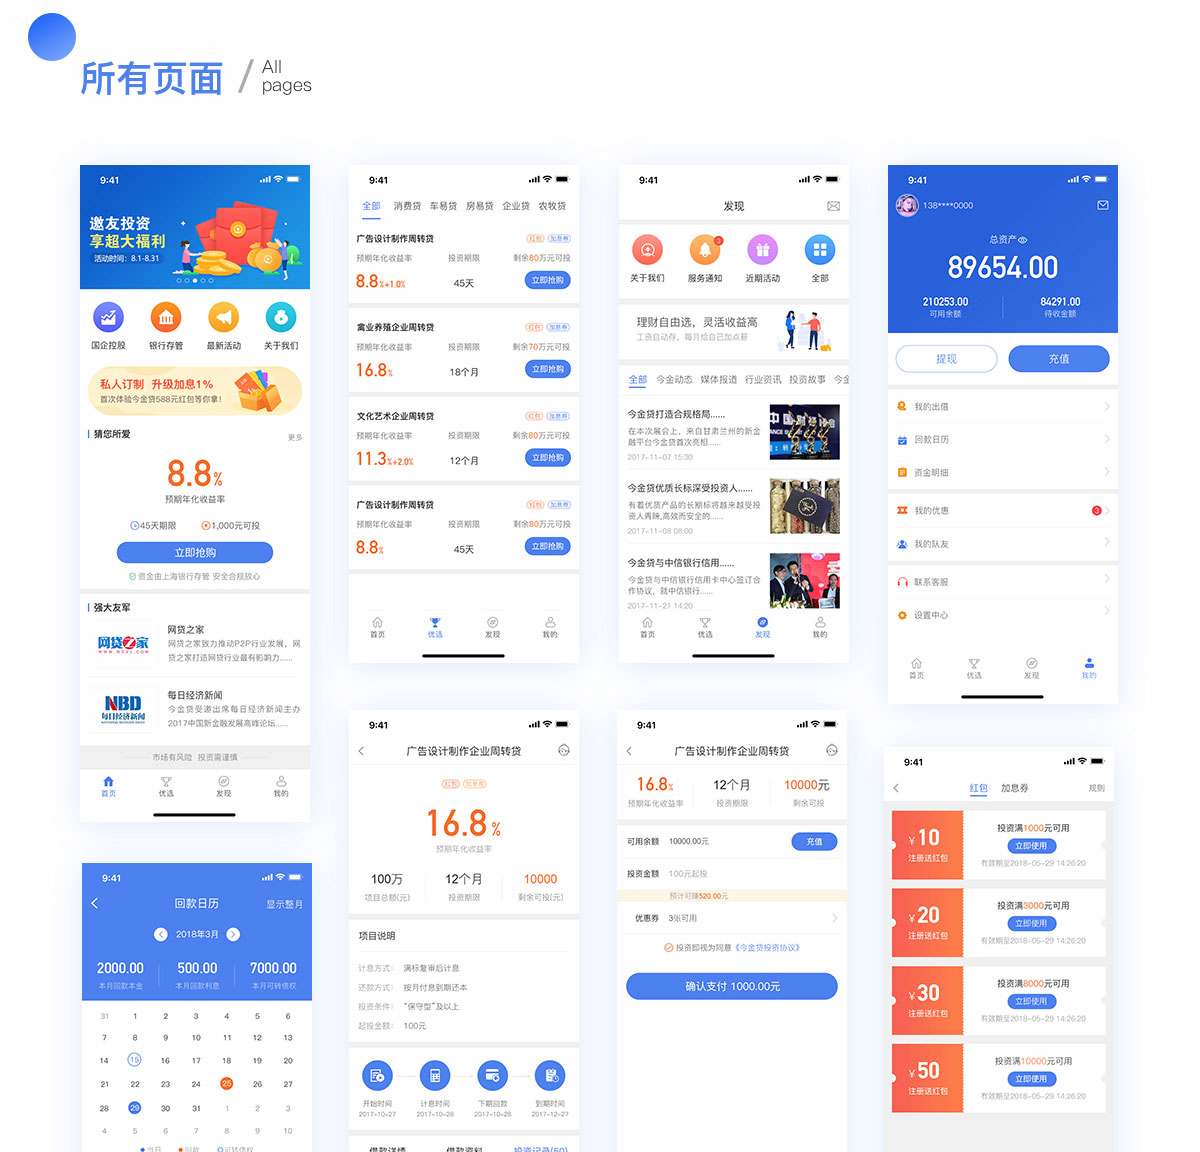 所有页面
All
pages
9:41
邀友投资
享超大福利
活动时间：8.1-8.31
国企控股 银行存管 最新活动 关于我们
私人订制 升级加息1%
首次体验今金贷588元红包等你拿！
猜您所爱 更多
8.8%
预期年化收益率
45天期限 1,000元可投
立即抢购
资金由上海银行存管 安全合规放心
强大友军
网贷之家
网贷之家
WWW.WDZJ.COM
网贷之家致力推动P2P行业发展，网
贷之家打造网贷行业最有影响力......
NBD
每日经济新闻
每日经济新闻
今金贷受邀出席每日经济新闻主办
2017中国新金融发展高峰论坛......
市场有风险 投资需谨慎
首页 优选 发现 我的
9:41
全部 消费贷 车易贷 房易贷 企业贷 农牧贷
广告设计制作周转贷 红包 加息券
预期年化收益率 投资期限 剩余80万元可投
8.8%+1.0% 45天 立即抢购
禽业养殖企业周转贷 红包 加息券
预期年化收益率 投资期限 剩余70万元可投
16.8% 18个月 立即抢购
文化艺术企业周转贷 红包 加息券
预期年化收益率 投资期限 剩余80万元可投
11.3%+2.0% 12个月 立即抢购
广告设计制作周转贷 红包 加息券
预期年化收益率 投资期限 剩余80万元可投
8.8% 45天 立即抢购
首页 优选 发现 我的
9:41
发现
3
关于我们 服务通知 近期活动 全部
理财自由选，灵活收益高
工资自动存，每月给自己加点薪
全部 今金动态 媒体报道 行业资讯 投资故事 今金
今金贷打造合规格局......
在本次展会上，来自甘肃兰州的新金
融平台今金贷首次亮相......
2017-11-07 15:30
今金贷优质长标深受投资人......
有着优质产品的长期标将越来越受投
资人青睐,高效而安全的......
2017-11-08 08:00
今金贷与中信银行信用......
今金贷与中信银行信用卡中心签订合
作协议，就中信银行......
2017-11-21 14:20
首页 优选 发现 我的
9:41
138****0000
总资产
89654.00
210253.00 84291.00
可用余额 待收金额
提现 充值
我的出借
回款日历
资金明细
我的优惠 3
我的队友
联系客服
设置中心
首页 优选 发现 我的
9:41
回款日历 显示整月
2018年3月
2000.00 500.00 7000.00
本月回款本金 本月回款利息 本月可转债权
31 1 2 3 4 5 6
7 8 9 10 11 12 13
14 15 16 17 18 19 20
21 22 23 24 25 26 27
28 29 30 31 1 2 3
4 5 6 7 8 9 10
当日 回款 可转债权
9:41
广告设计制作企业周转贷
红包 加息券
16.8%
预期年化收益率
100万 12个月 10000
项目总额(元) 投资期限 剩余可投(元)
项目说明
计息方式： 满标复审后计息
还款方式： 按月付息到期还本
投资条件： “保守型”及以上
起投金额： 100元
开始时间 计息时间 下期回款 到期时间
2017-10-27 2017-10-28 2017-10-28 2017-12-27
借款详情 借款资料 投资记录(50)
9:41
广告设计制作企业周转贷
16.8% 12个月 10000元
预期年化收益率 投资期限 剩余可投
可用余额 10000.00元 充值
投资金额 100元起投
预计可赚520.00元
优惠券 3张可用
投资即视为同意《今金贷投资协议》
确认支付 1000.00元
9:41
红包 加息券 规则
¥10
注册送红包
投资满1000元可用
立即使用
有效期至2018-05-29 14:26:20
¥20
注册送红包
投资满3000元可用
立即使用
有效期至2018-05-29 14:26:20
¥30
注册送红包
投资满8000元可用
立即使用
有效期至2018-05-29 14:26:20
¥50
注册送红包
投资满10000元可用
立即使用
有效期至2018-05-29 14:26:20